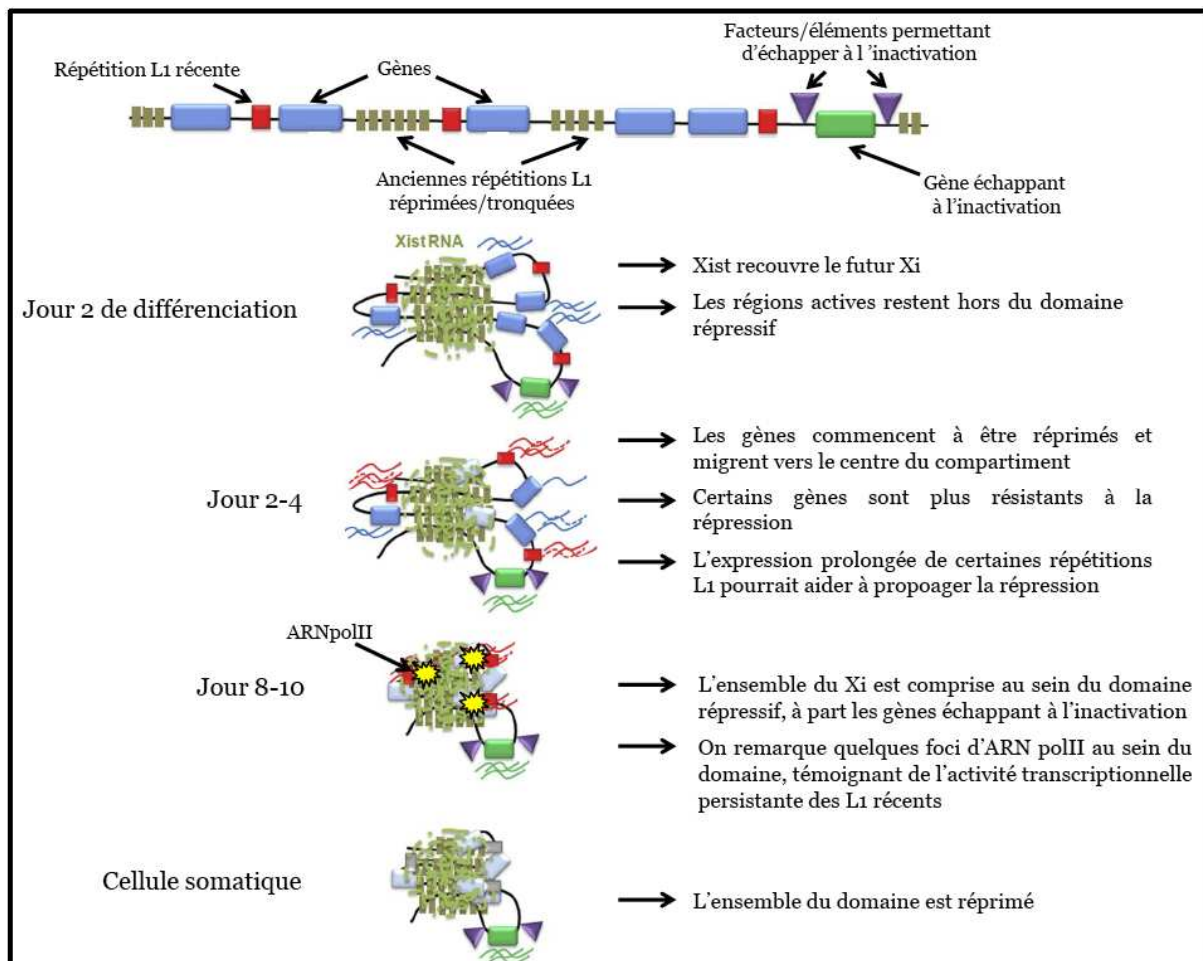 Facteurs/éléments permettant
d'échapper à l 'inactivation
Répétition L1 récente
Gènes
Anciennes répétitions L1
réprimées/tronquées
Gène échappant
à l'inactivation
Xist RNA
Jour 2 de différenciation
Xist recouvre le futur Xi
Les régions actives restent hors du domaine
répressif
Jour 2-4
Les gènes commencent à être réprimés et
migrent vers le centre du compartiment
Certains gènes sont plus résistants à la
répression
L'expression prolongée de certaines répétitions
L1 pourrait aider à propoager la répression
ARNpolII
Jour 8-10
L'ensemble du Xi est comprise au sein du domaine
répressif, à part les gènes échappant à l'inactivation
On remarque quelques foci d'ARN polII au sein du
domaine, témoignant de l'activité transcriptionnelle
persistante des L1 récents
Cellule somatique
L'ensemble du domaine est réprimé